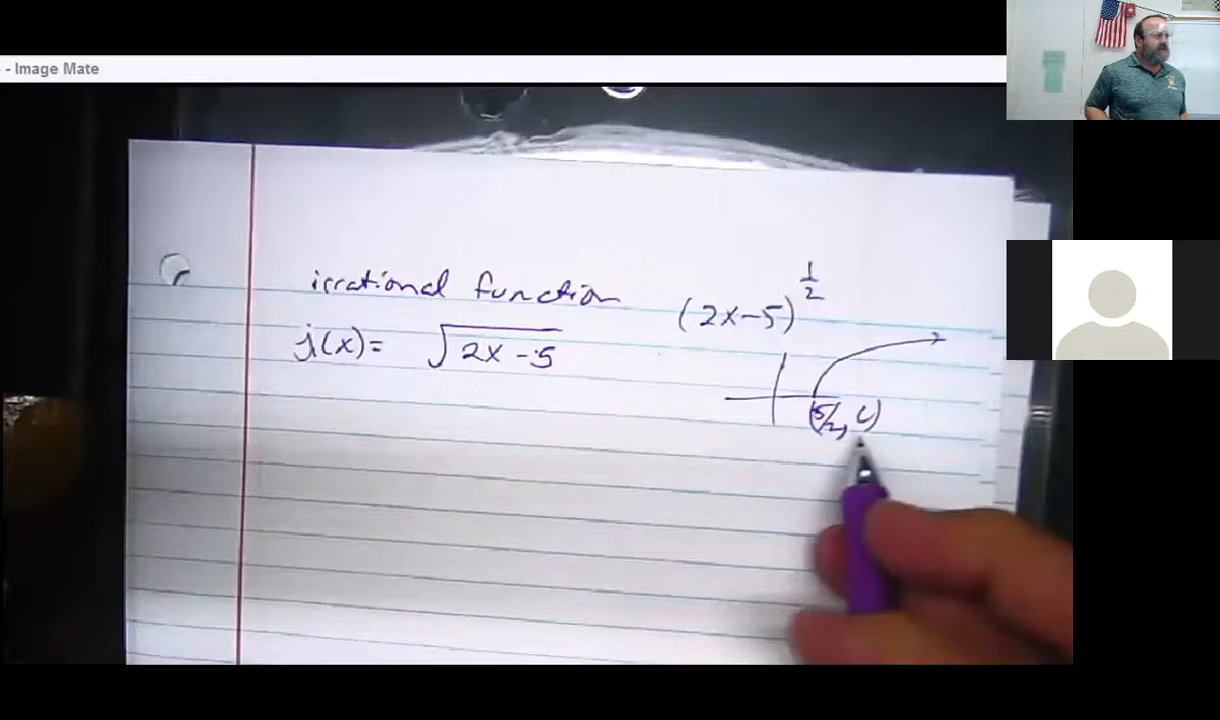 - Image Mate
irrational function
(2x-5)^{1/2}
j(x)= √(2x-5)
(5/2, 0)